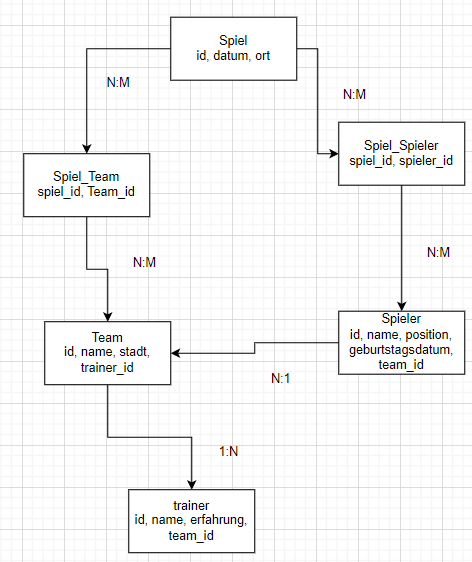 Spiel
id, datum, ort
N:M
N:M
Spiel_Spieler
spiel_id, spieler_id
Spiel_Team
spiel_id, Team_id
N:M
N:M
Spieler
id, name, position,
geburtstagsdatum,
team_id
Team
id, name, stadt,
trainer_id
N:1
1:N
trainer
id, name, erfahrung,
team_id